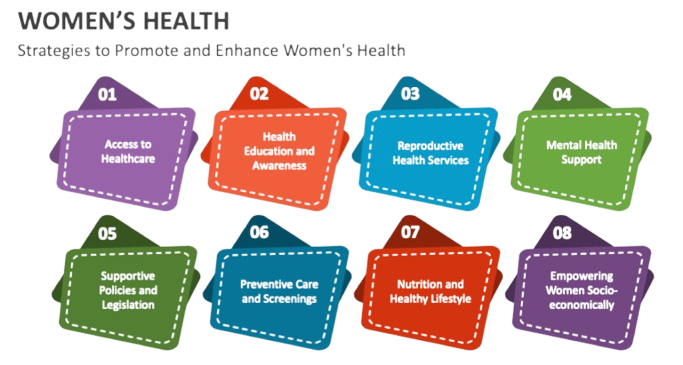 WOMEN’S HEALTH
Strategies to Promote and Enhance Women's Health
01
Access to
Healthcare
02
Health
Education and
Awareness
03
Reproductive
Health Services
04
Mental Health
Support
05
Supportive
Policies and
Legislation
06
Preventive Care
and Screenings
07
Nutrition and
Healthy Lifestyle
08
Empowering
Women Socio-
economically